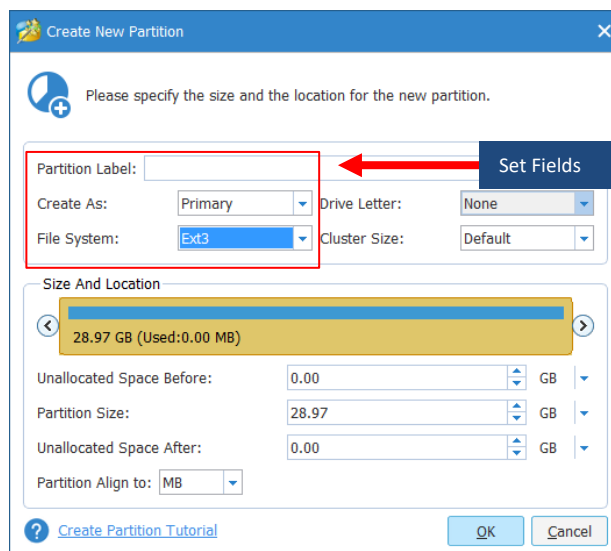 Create New Partition
Please specify the size and the location for the new partition.
Partition Label:
Set Fields
Create As: Primary Drive Letter: None
File System: Ext3 Cluster Size: Default
Size And Location
28.97 GB (Used:0.00 MB)
Unallocated Space Before: 0.00 GB
Partition Size: 28.97 GB
Unallocated Space After: 0.00 GB
Partition Align to: MB
Create Partition Tutorial OK Cancel